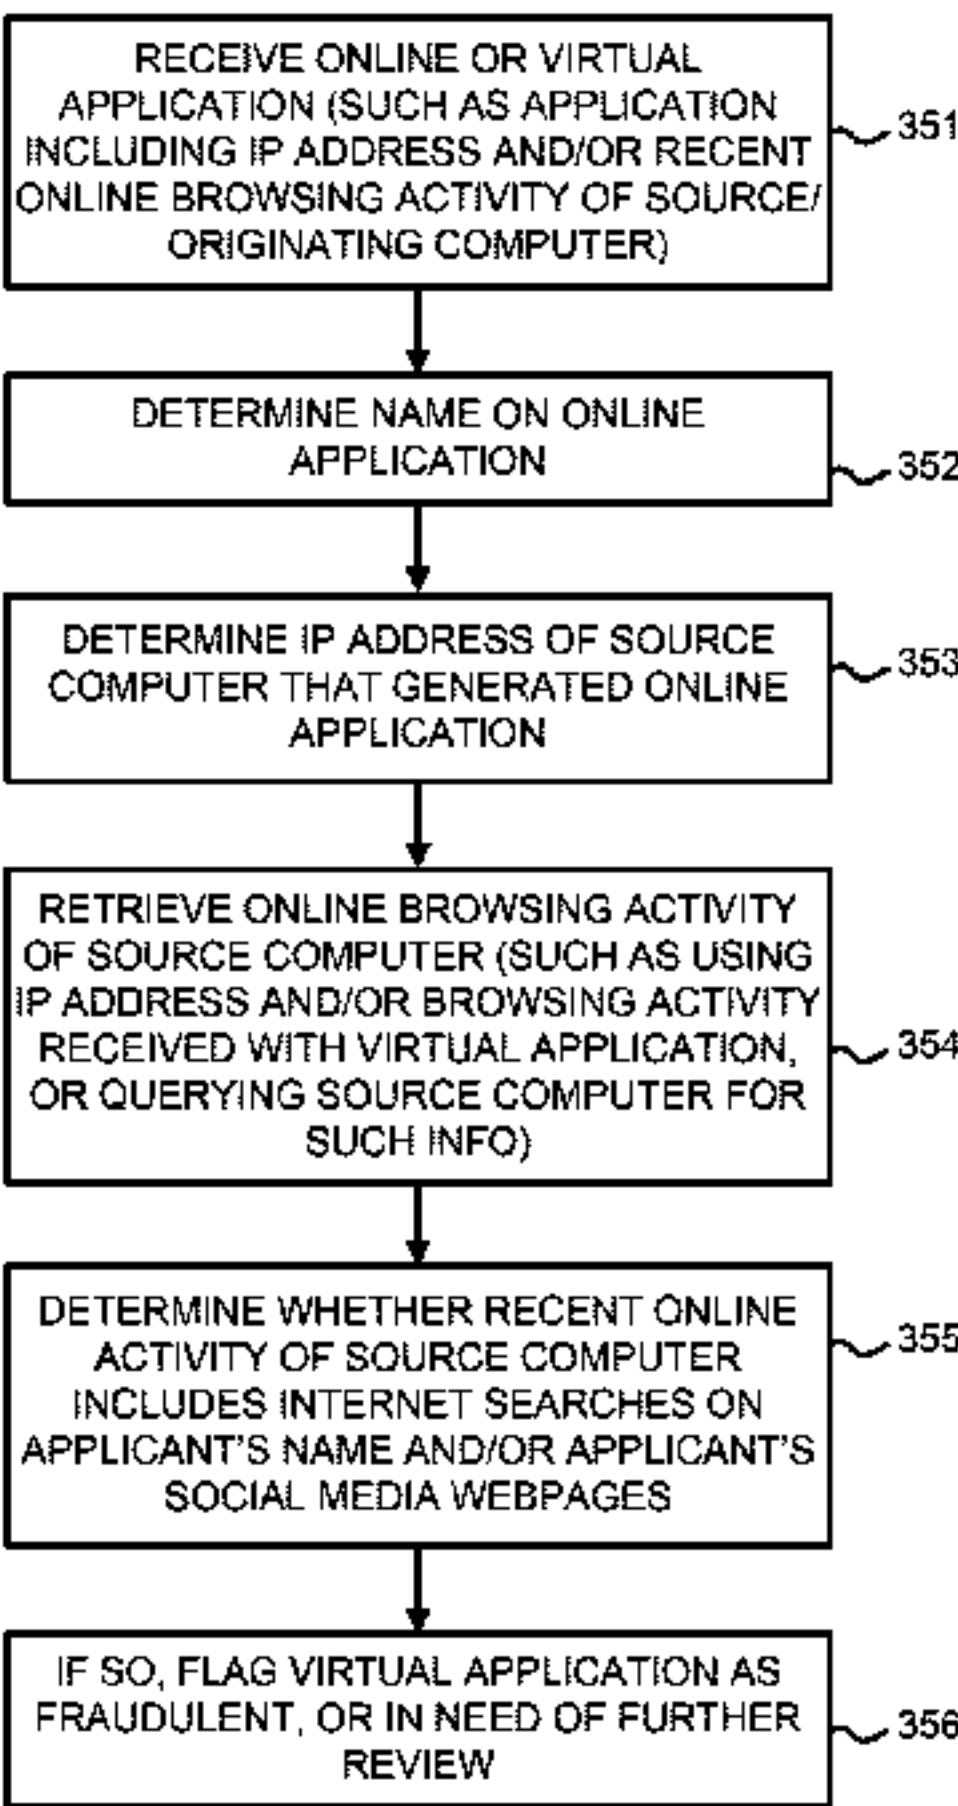 RECEIVE ONLINE OR VIRTUAL
APPLICATION (SUCH AS APPLICATION
INCLUDING IP ADDRESS AND/OR RECENT
ONLINE BROWSING ACTIVITY OF SOURCE/
ORIGINATING COMPUTER)
351
DETERMINE NAME ON ONLINE
APPLICATION
352
DETERMINE IP ADDRESS OF SOURCE
COMPUTER THAT GENERATED ONLINE
APPLICATION
353
RETRIEVE ONLINE BROWSING ACTIVITY
OF SOURCE COMPUTER (SUCH AS USING
IP ADDRESS AND/OR BROWSING ACTIVITY
RECEIVED WITH VIRTUAL APPLICATION,
OR QUERYING SOURCE COMPUTER FOR
SUCH INFO)
354
DETERMINE WHETHER RECENT ONLINE
ACTIVITY OF SOURCE COMPUTER
INCLUDES INTERNET SEARCHES ON
APPLICANT'S NAME AND/OR APPLICANT'S
SOCIAL MEDIA WEBPAGES
355
IF SO, FLAG VIRTUAL APPLICATION AS
FRAUDULENT, OR IN NEED OF FURTHER
REVIEW
356